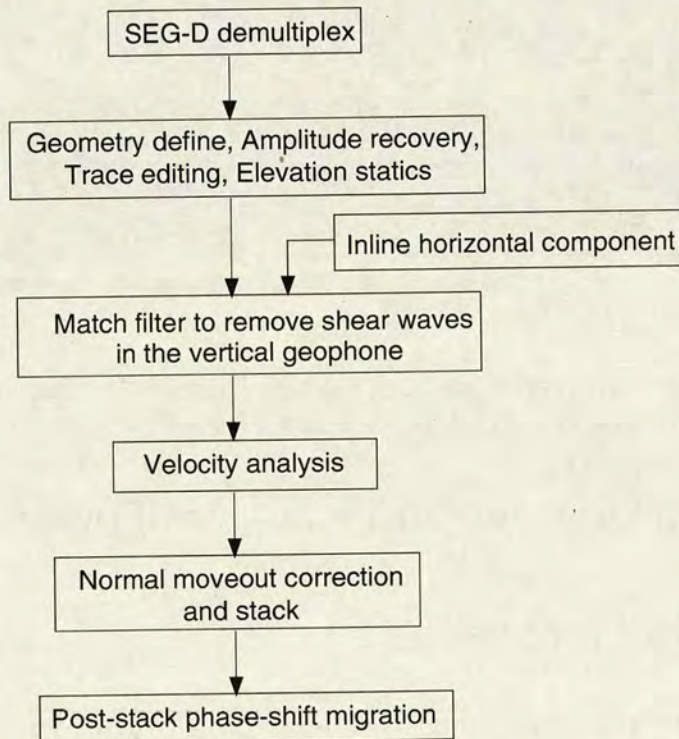 SEG-D demultiplex
Geometry define, Amplitude recovery,
Trace editing, Elevation statics
Inline horizontal component
Match filter to remove shear waves
in the vertical geophone
Velocity analysis
Normal moveout correction
and stack
Post-stack phase-shift migration